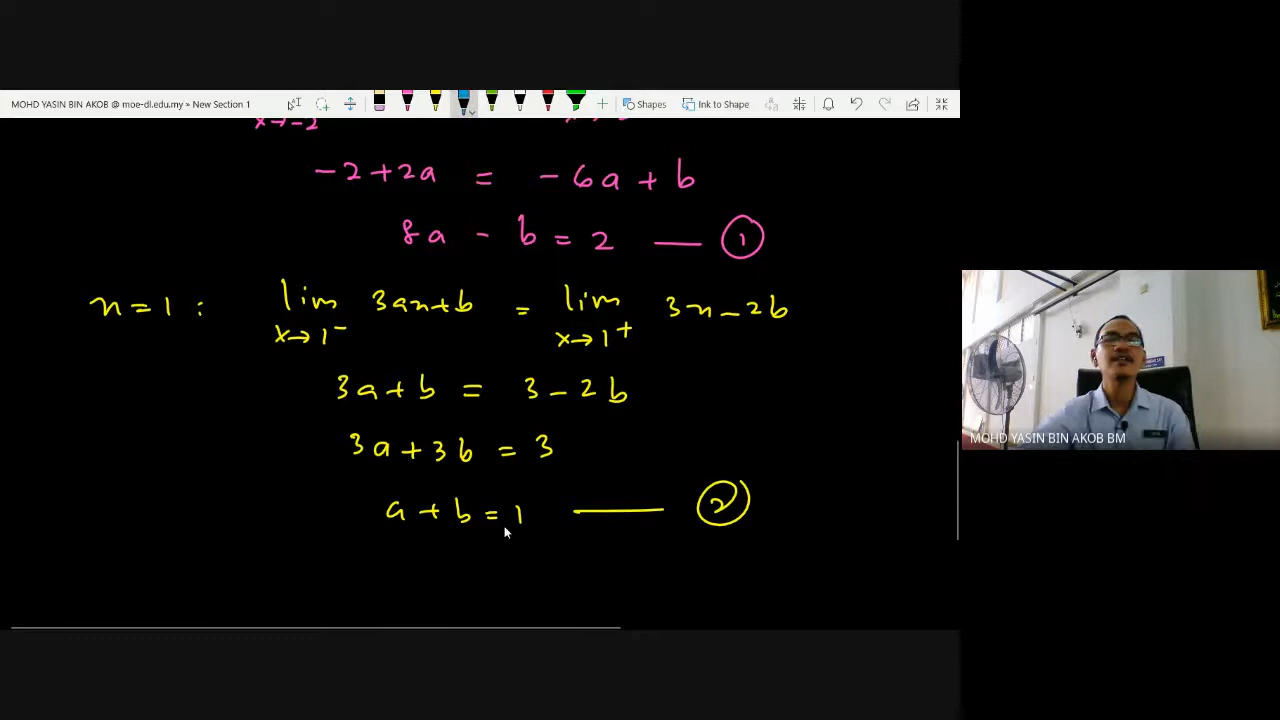 MOHD YASIN BIN AKOB @ moe-dl.edu.my » New Section 1
Shapes
Ink to Shape
x→-2
-2+2a = -6a+b
8a - b = 2 — ①
x=1 : lim 3ax+b = lim 3x-2b
x→1⁻ x→1⁺
3a+b = 3-2b
3a+3b = 3
a+b=1 — ②
MOHD YASIN BIN AKOB BM